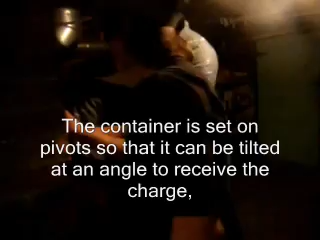 The container is set on
pivots so that it can be tilted
at an angle to receive the
charge,